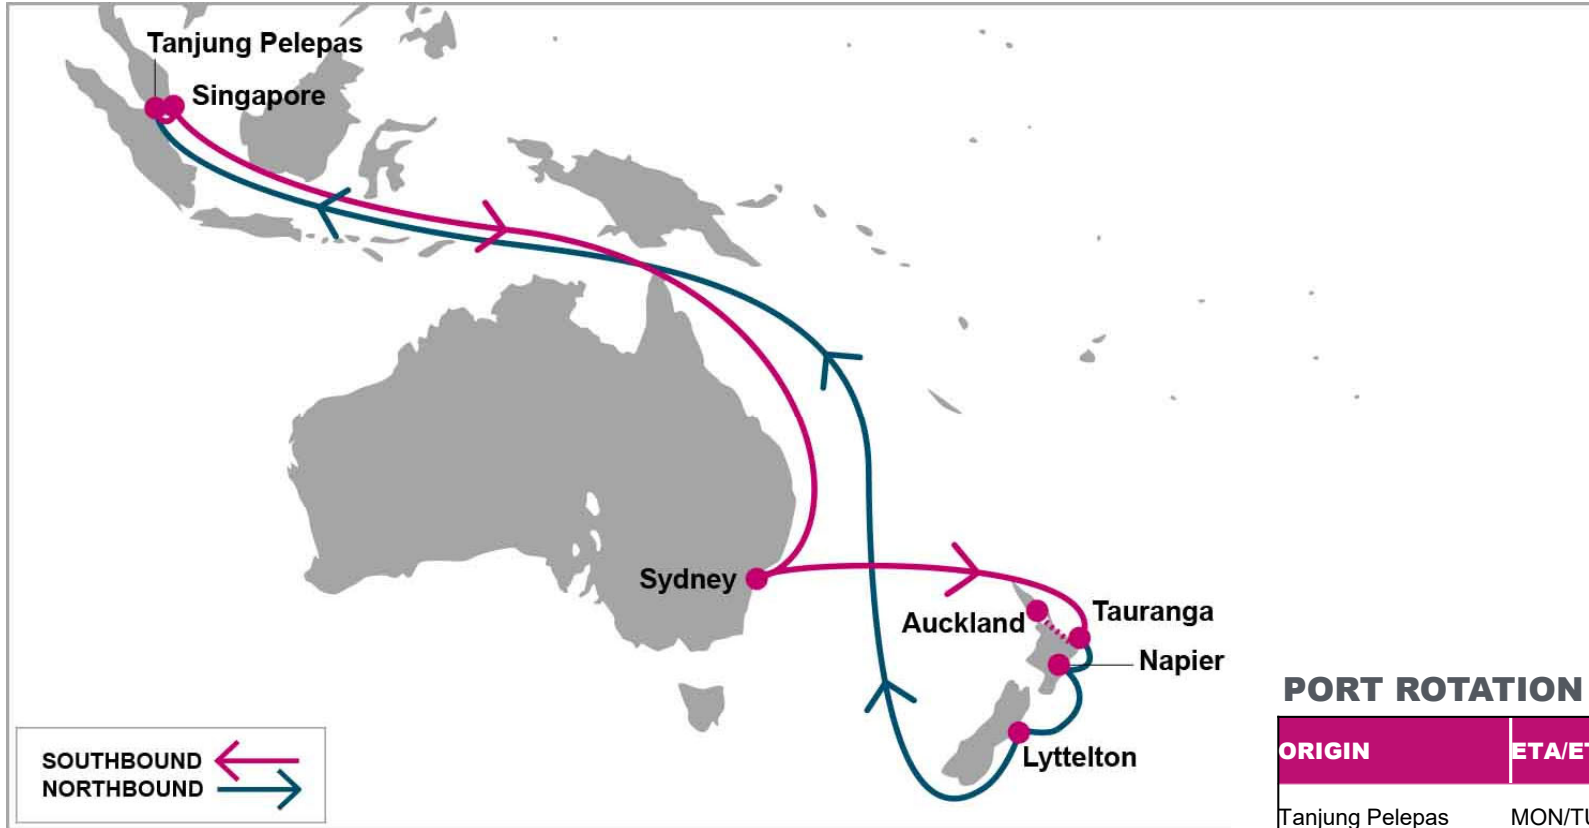 Tanjung Pelepas
Singapore
Sydney
Auckland
Tauranga
Napier
Lyttelton
SOUTHBOUND
NORTHBOUND
PORT ROTATION
ORIGIN
Tanjung Pelepas